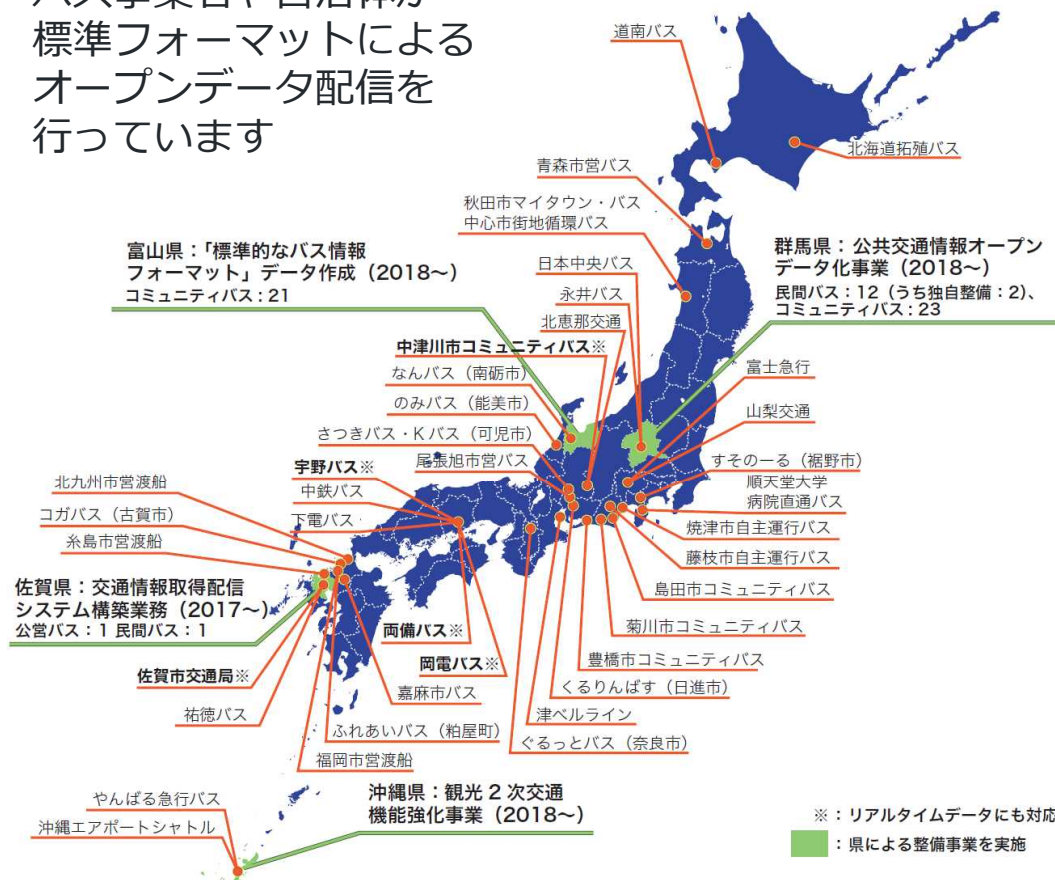 バス事業者や自治体が
標準フォーマットによる
オープンデータ配信を
行っています
道南バス
北海道拓殖バス
青森市営バス
秋田市マイタウン・バス
中心市街地循環バス
富山県：「標準的なバス情報
フォーマット」データ作成（2018～）
コミュニティバス：21
群馬県：公共交通情報オープン
データ化事業（2018～）
民間バス：12（うち独自整備：2）、
コミュニティバス：23
日本中央バス
永井バス
北恵那交通
中津川市コミュニティバス※
なんバス（南砺市）
のみバス（能美市）
さつきバス・Kバス（可児市）
尾張旭市営バス
宇野バス※
中鉄バス
下電バス
富士急行
山梨交通
すそのーる（裾野市）
順天堂大学
病院直通バス
焼津市自主運行バス
藤枝市自主運行バス
島田市コミュニティバス
菊川市コミュニティバス
豊橋市コミュニティバス
くるりんばす（日進市）
津ベルライン
ぐるっとバス（奈良市）
北九州市営渡船
コガバス（古賀市）
糸島市営渡船
佐賀県：交通情報取得配信
システム構築業務（2017～）
公営バス：1 民間バス：1
両備バス※
岡電バス※
佐賀市交通局※
嘉麻市バス
祐徳バス
ふれあいバス（粕屋町）
福岡市営渡船
やんばる急行バス
沖縄エアポートシャトル
沖縄県：観光2次交通
機能強化事業（2018～）
※：リアルタイムデータにも対応
：県による整備事業を実施